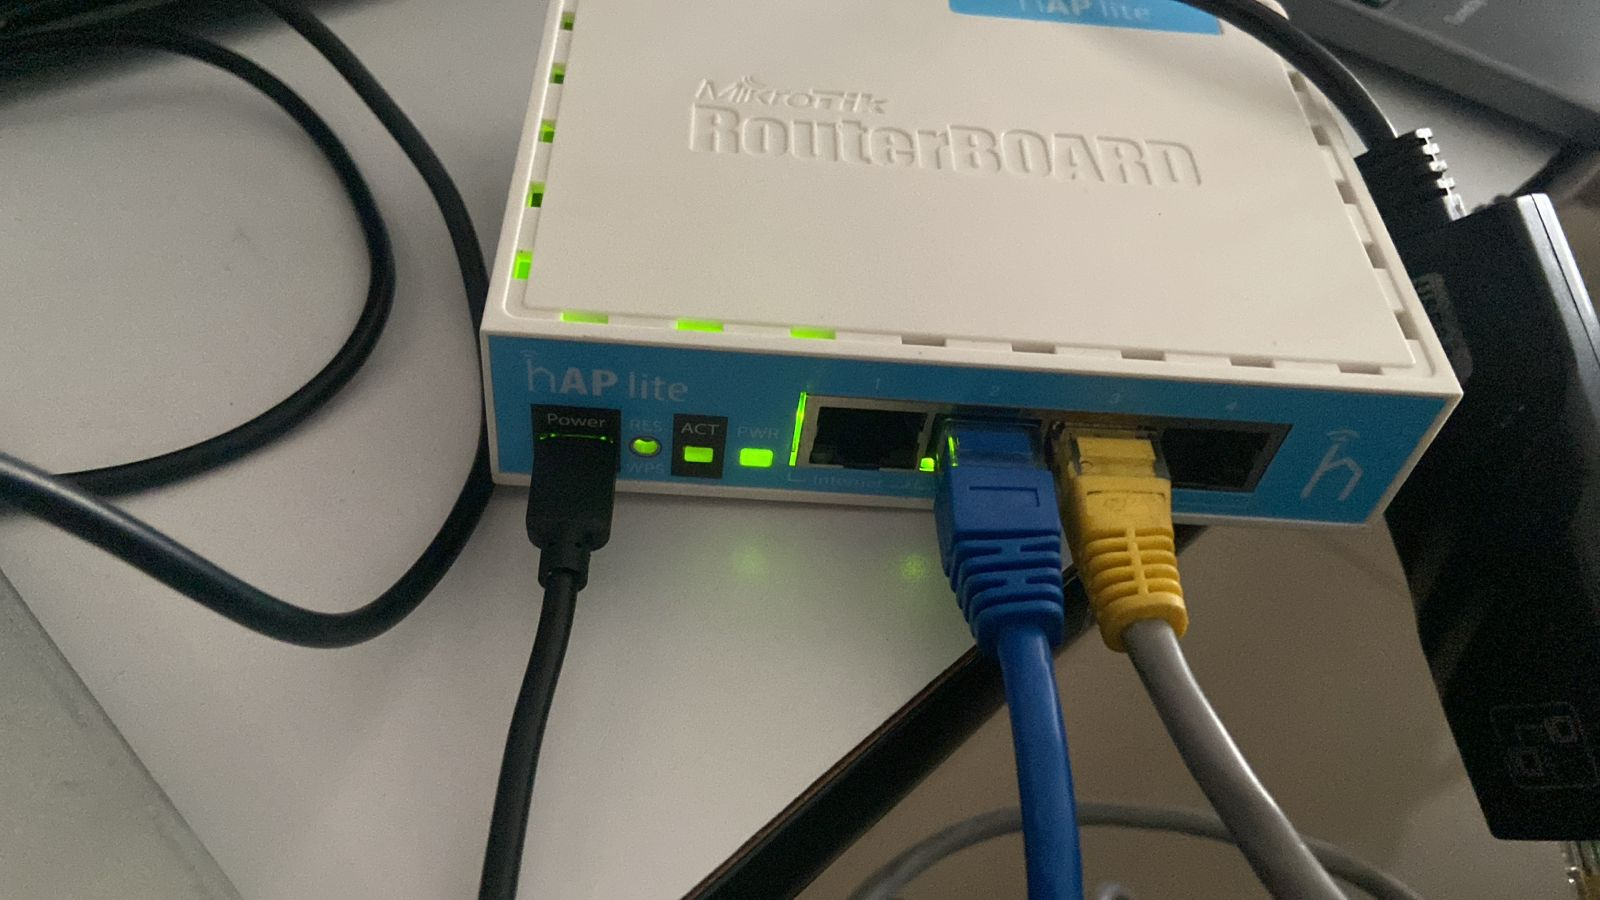 hAP lite
MikroTik
RouterBOARD
hAP lite
1
2
3
4
Power
RES
ACT
PWR
WPS
Internet